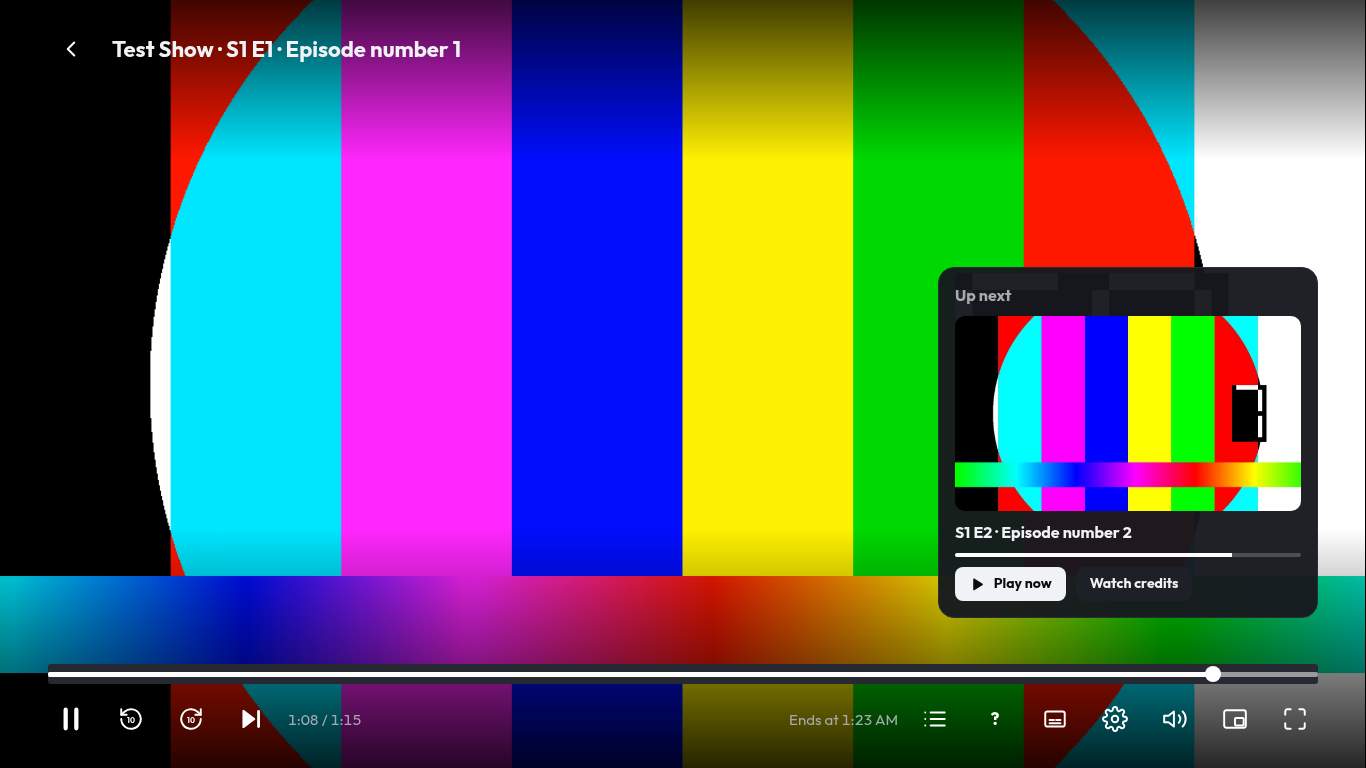 Test Show · S1 E1 · Episode number 1
Up next
S1 E2 · Episode number 2
Play now
Watch credits
10
10
1:08 / 1:15
Ends at 1:23 AM
?